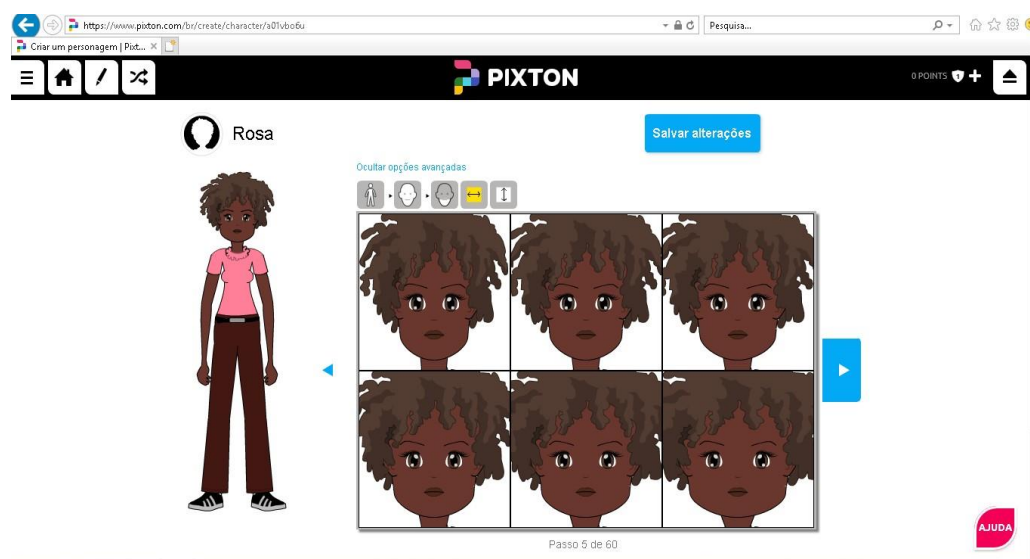 https://www.pixton.com/br/create/character/a01vbo6u
Pesquisa...
Criar um personagem | Pixt...
PIXTON
0 POINTS
Rosa
Salvar alterações
Ocultar opções avançadas
Passo 5 de 60
AJUDA